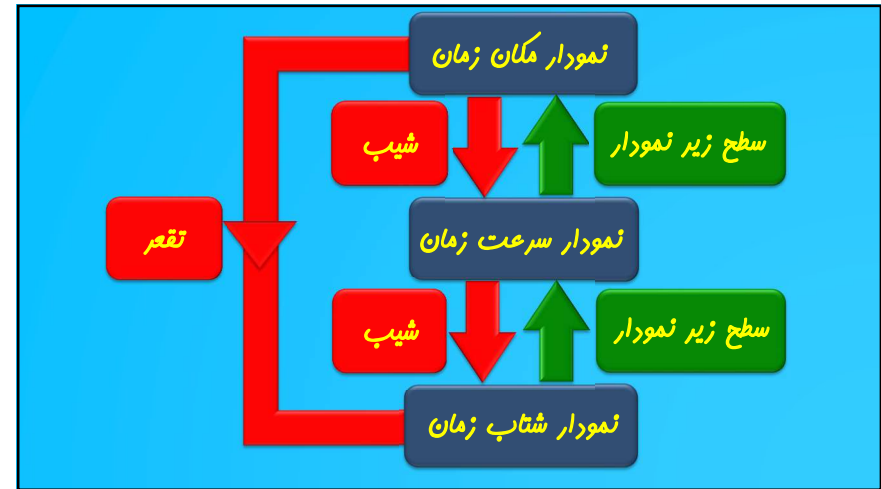 نمودار مکان زمان
شیب
سطح زیر نمودار
تقعر
نمودار سرعت زمان
شیب
سطح زیر نمودار
نمودار شتاب زمان